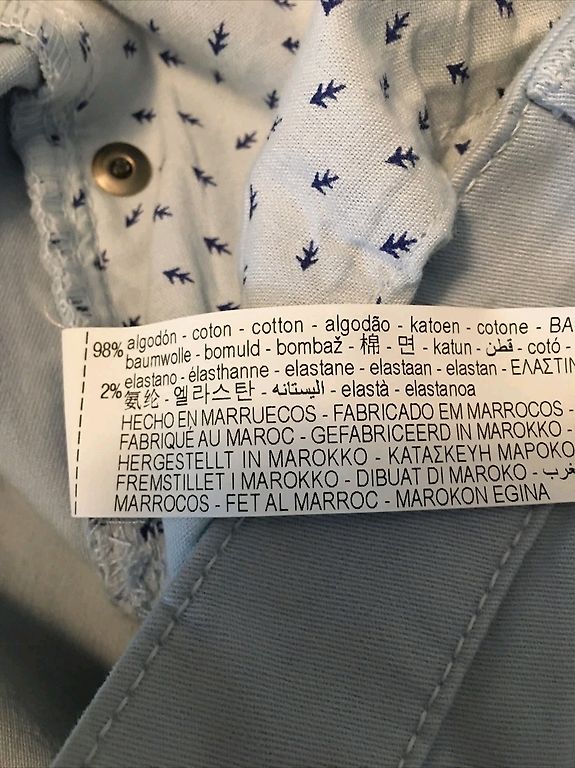 98% algodón - coton - cotton - algodão - katoen - cotone - BA
baumwolle - bomuld - bombaž - 棉 - 면 - katun - قطن - cotó -
2% elastano - élasthanne - elastane - elastaan - elastan - ΕΛΑΣΤ
氨纶 - 엘라스탄 - اليستانه - elastà - elastanoa
HECHO EN MARRUECOS - FABRICADO EM MARROCOS -
FABRIQUÉ AU MAROC - GEFABRICEERD IN MAROKKO -
HERGESTELLT IN MAROKKO - ΚΑΤΑΣΚΕΥΗ ΜΑΡΟΚΟ
FREMSTILLET I MAROKKO - DIBUAT DI MAROKO -
MARROCOS - FET AL MARROC - MAROKON EGINA